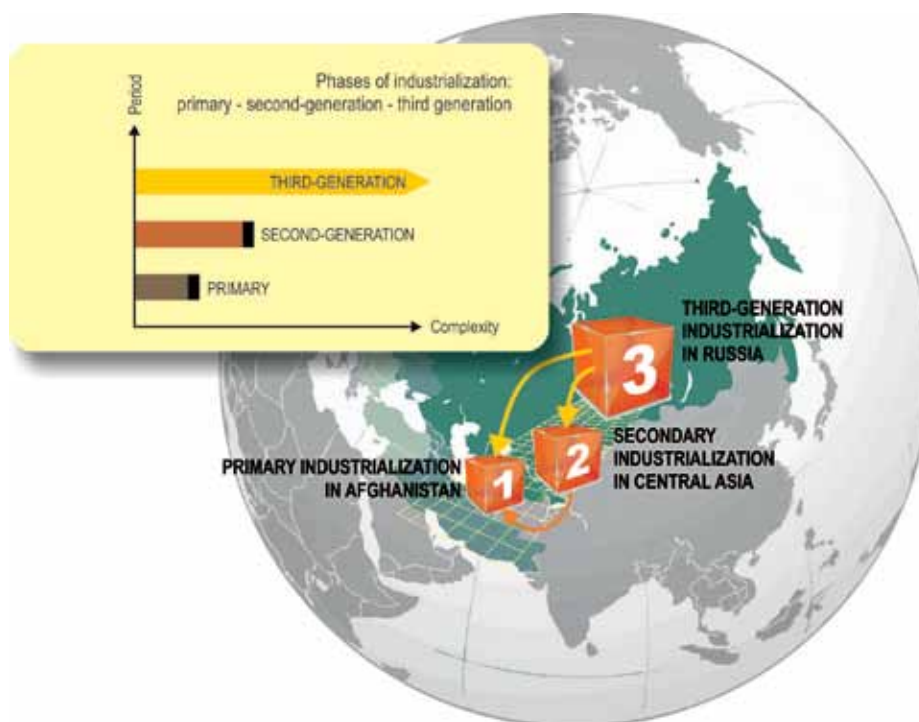 Phases of industrialization:
primary - second-generation - third generation
Period
THIRD-GENERATION
SECOND-GENERATION
PRIMARY
Complexity
THIRD-GENERATION
INDUSTRIALIZATION
IN RUSSIA
3
SECONDARY
INDUSTRIALIZATION
IN CENTRAL ASIA
2
PRIMARY INDUSTRIALIZATION
IN AFGHANISTAN
1